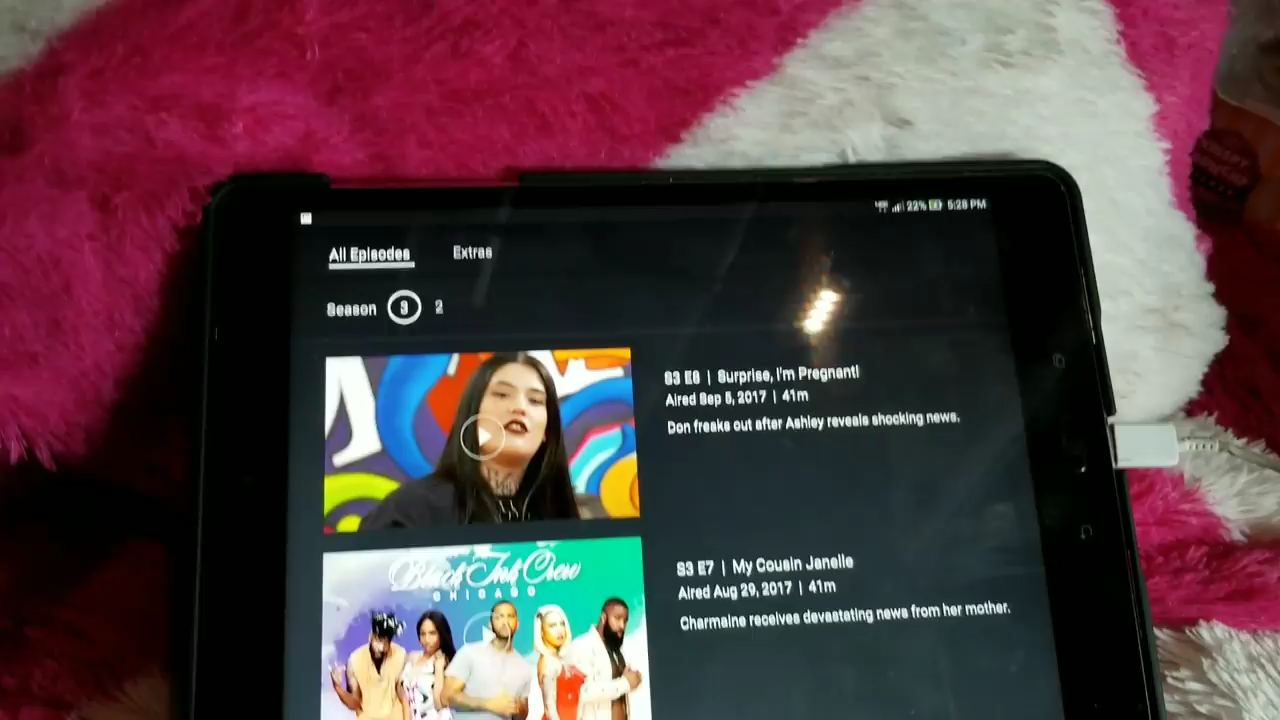 22% 5:28 PM
All Episodes Extras
Season 3 2
S3 E8 | Surprise, I'm Pregnant!
Aired Sep 5, 2017 | 41m
Don freaks out after Ashley reveals shocking news.
S3 E7 | My Cousin Janelle
Aired Aug 29, 2017 | 41m
Charmaine receives devastating news from her mother.
Black Ink Crew
CHICAGO